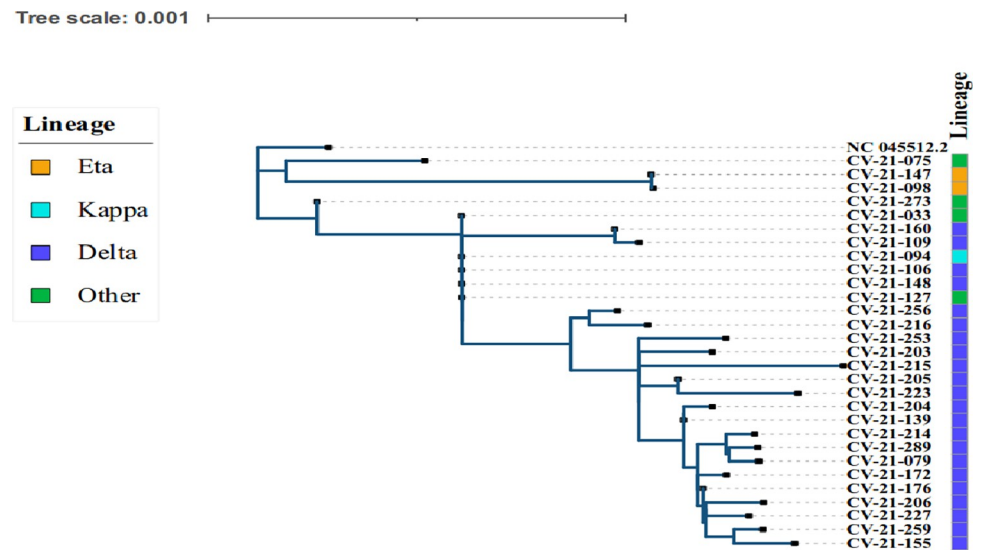 Tree scale: 0.001
Lineage
Lineage
Eta
Kappa
Delta
Other
NC 045512.2
CV-21-075
CV-21-147
CV-21-098
CV-21-273
CV-21-033
CV-21-160
CV-21-109
CV-21-094
CV-21-106
CV-21-148
CV-21-127
CV-21-256
CV-21-216
CV-21-253
CV-21-203
CV-21-215
CV-21-205
CV-21-223
CV-21-204
CV-21-139
CV-21-214
CV-21-289
CV-21-079
CV-21-172
CV-21-176
CV-21-206
CV-21-227
CV-21-259
CV-21-155